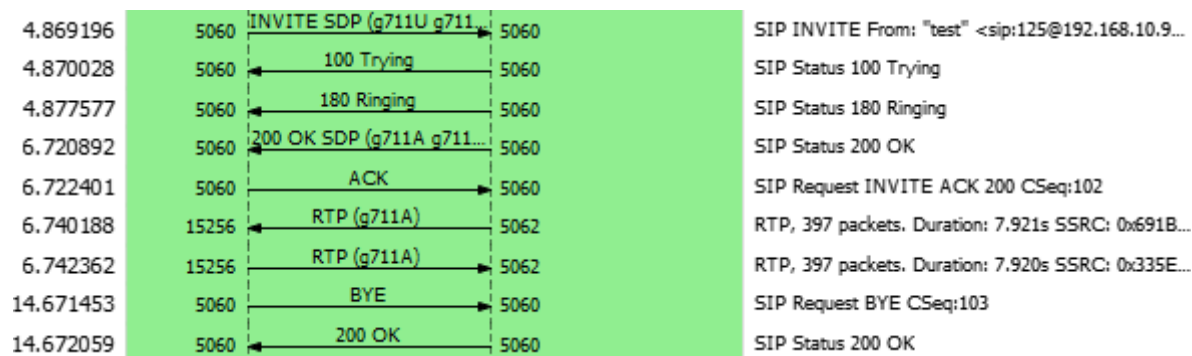 4.869196 5060 INVITE SDP (g711U g711... 5060 SIP INVITE From: "test" <sip:125@192.168.10.9...
4.870028 5060 100 Trying 5060 SIP Status 100 Trying
4.877577 5060 180 Ringing 5060 SIP Status 180 Ringing
6.720892 5060 200 OK SDP (g711A g711... 5060 SIP Status 200 OK
6.722401 5060 ACK 5060 SIP Request INVITE ACK 200 CSeq:102
6.740188 15256 RTP (g711A) 5062 RTP, 397 packets. Duration: 7.921s SSRC: 0x691B...
6.742362 15256 RTP (g711A) 5062 RTP, 397 packets. Duration: 7.920s SSRC: 0x335E...
14.671453 5060 BYE 5060 SIP Request BYE CSeq:103
14.672059 5060 200 OK 5060 SIP Status 200 OK